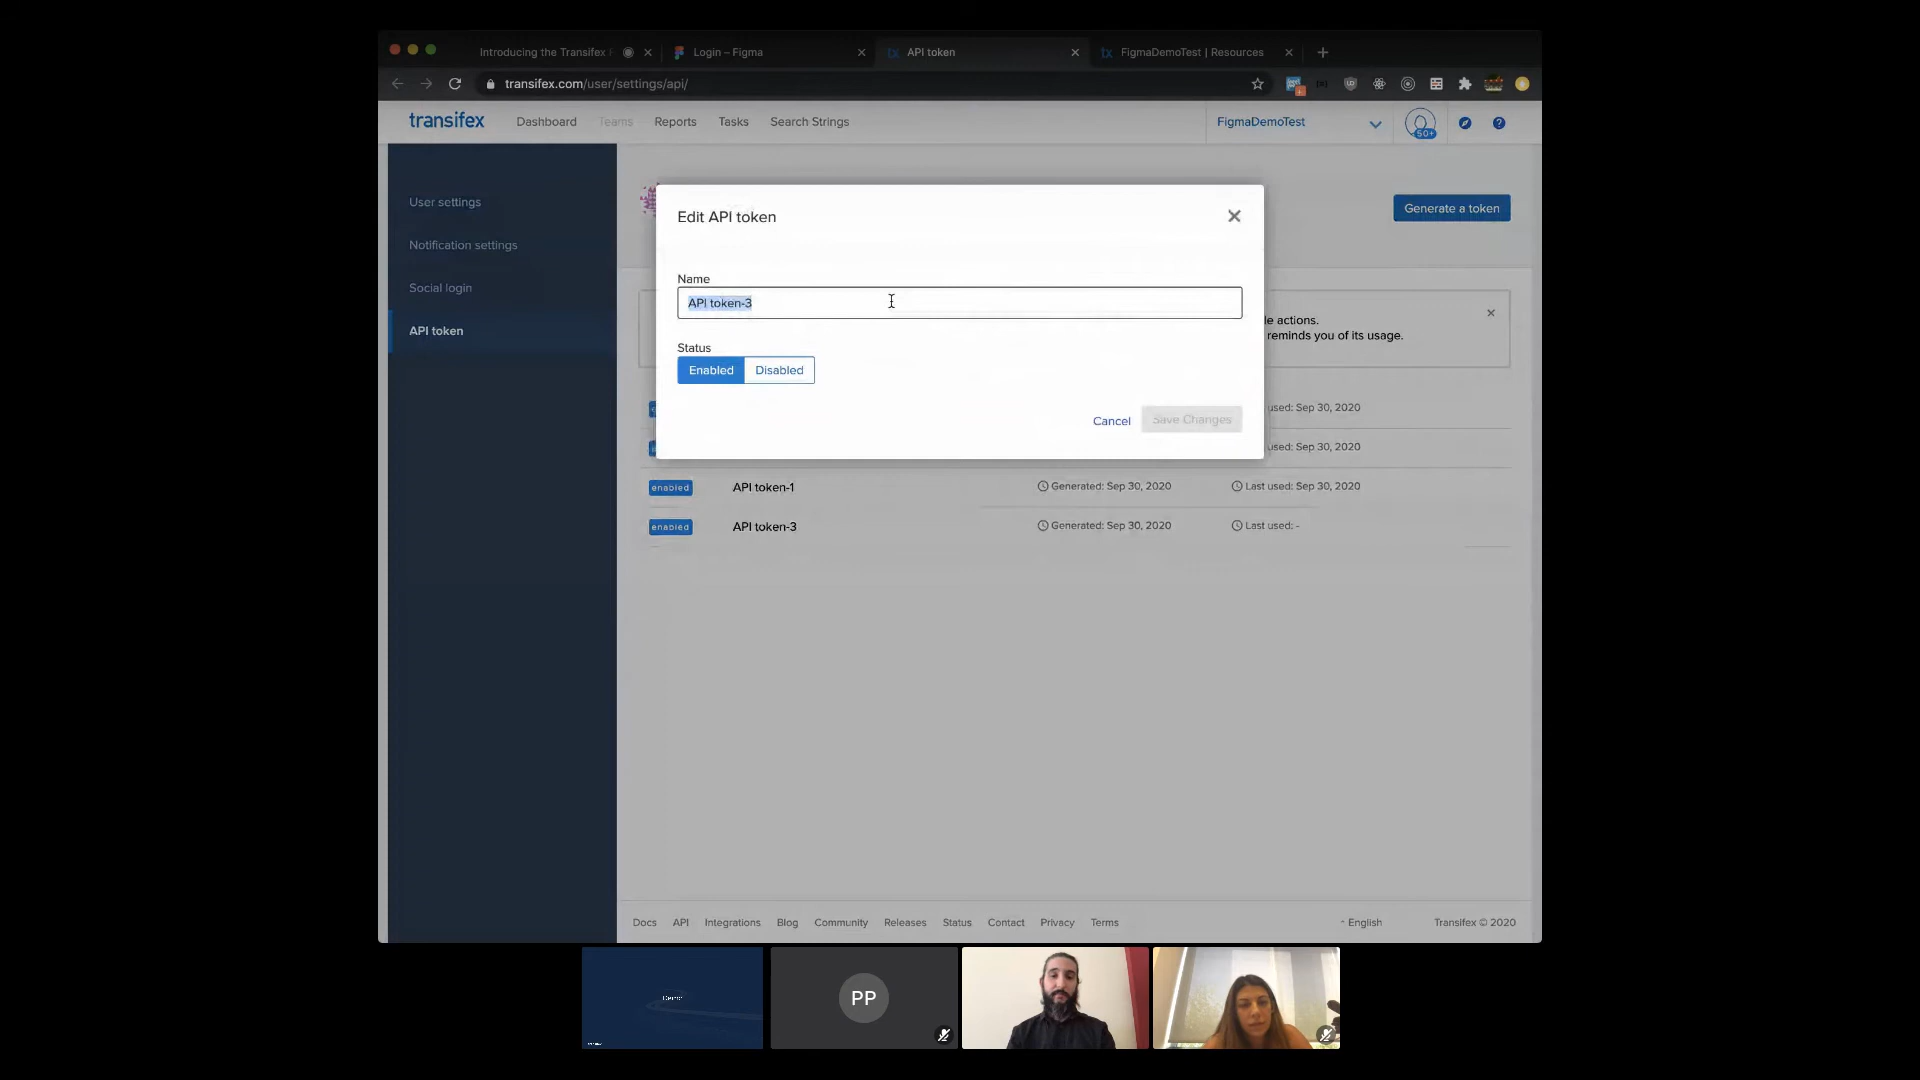 Introducing the Transifex
Login – Figma
API token
FigmaDemoTest | Resources
transifex.com/user/settings/api/
transifex
Dashboard
Teams
Reports
Tasks
Search Strings
FigmaDemoTest
50+
User settings
Notification settings
Social login
API token
Generate a token
Edit API token
Name
API token-3
Status
Enabled
Disabled
Cancel
Save Changes
le actions.
reminds you of its usage.
used: Sep 30, 2020
used: Sep 30, 2020
enabled API token-1 Generated: Sep 30, 2020 Last used: Sep 30, 2020
enabled API token-3 Generated: Sep 30, 2020 Last used: -
Docs API Integrations Blog Community Releases Status Contact Privacy Terms
English
Transifex © 2020
Demo
PP